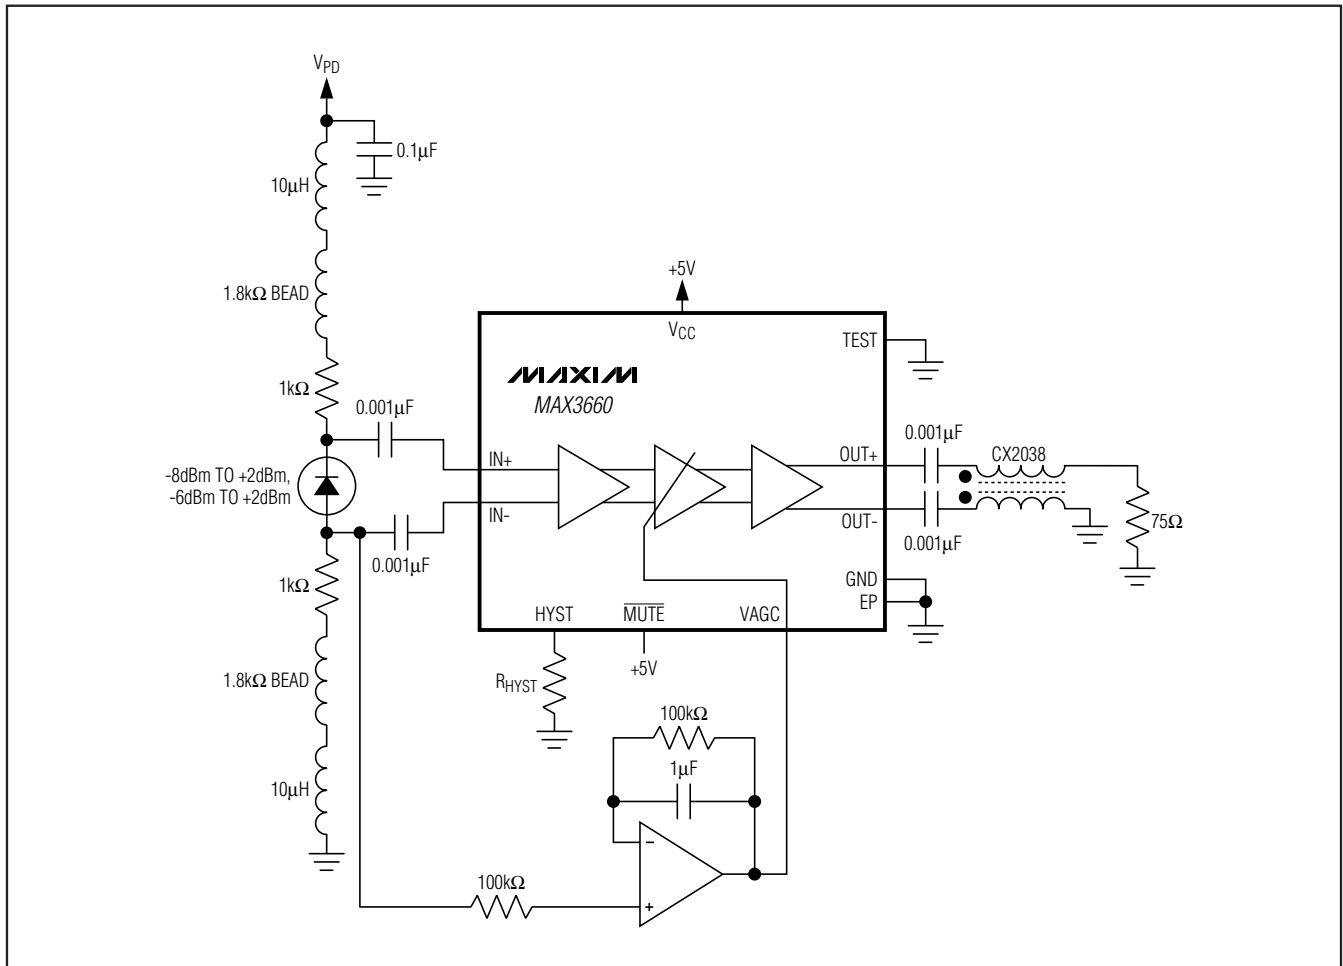 VPD
0.1µF
10µH
1.8kΩ BEAD
1kΩ
0.001µF
-8dBm TO +2dBm,
-6dBm TO +2dBm
0.001µF
1kΩ
1.8kΩ BEAD
10µH
+5V
VCC
TEST
MAXIM
MAX3660
IN+
IN-
OUT+
OUT-
0.001µF
CX2038
0.001µF
75Ω
GND
EP
HYST
MUTE
VAGC
+5V
RHYST
100kΩ
1µF
−
+
100kΩ